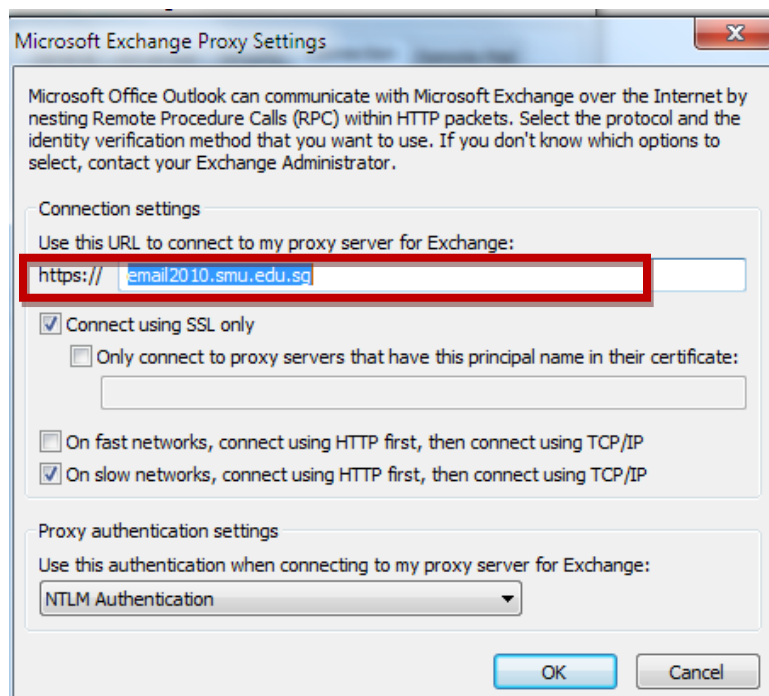 Microsoft Exchange Proxy Settings
Microsoft Office Outlook can communicate with Microsoft Exchange over the Internet by
nesting Remote Procedure Calls (RPC) within HTTP packets. Select the protocol and the
identity verification method that you want to use. If you don't know which options to
select, contact your Exchange Administrator.
Connection settings
Use this URL to connect to my proxy server for Exchange:
https:// email2010.smu.edu.sg
Connect using SSL only
Only connect to proxy servers that have this principal name in their certificate:
On fast networks, connect using HTTP first, then connect using TCP/IP
On slow networks, connect using HTTP first, then connect using TCP/IP
Proxy authentication settings
Use this authentication when connecting to my proxy server for Exchange:
NTLM Authentication
OK Cancel